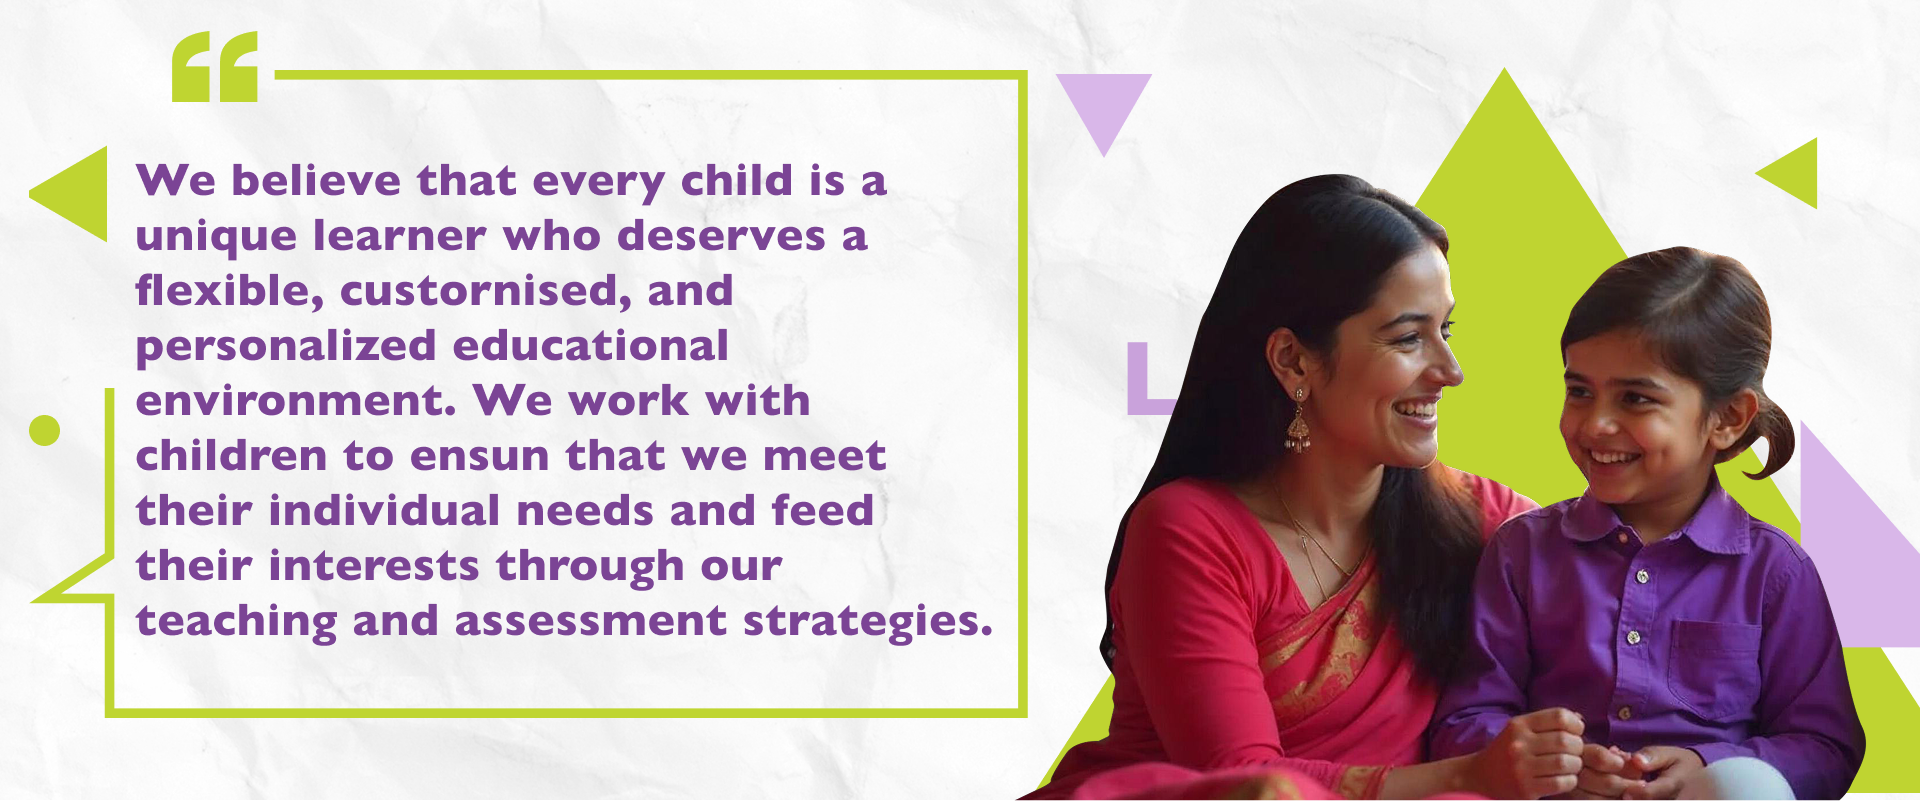 We believe that every child is a
unique learner who deserves a
flexible, custornised, and
personalized educational
environment. We work with
children to ensun that we meet
their individual needs and feed
their interests through our
teaching and assessment strategies.